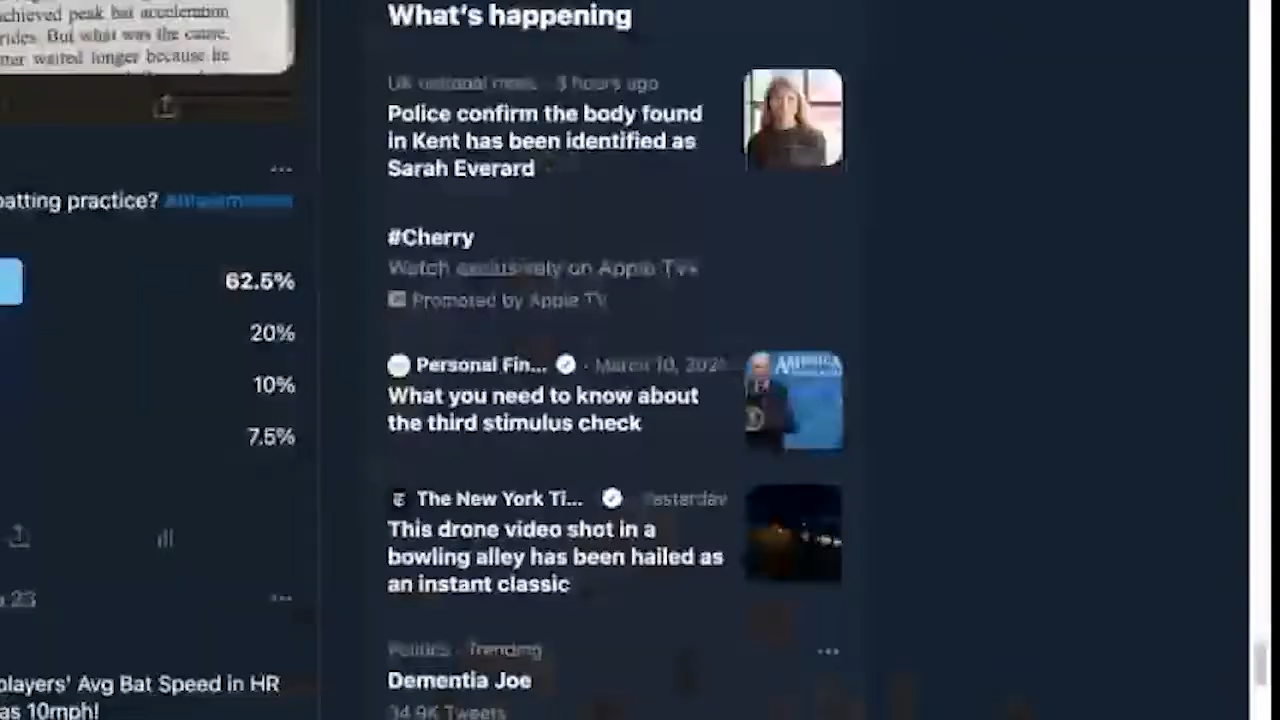 achieved peak bat acceleration
rides. But what was the cause,
tter waited longer because he
batting practice?
62.5%
20%
10%
7.5%
23
players' Avg Bat Speed in HR
as 10mph!
What's happening
UK national news · 3 hours ago
Police confirm the body found
in Kent has been identified as
Sarah Everard
#Cherry
Watch exclusively on Apple TV+
Promoted by Apple TV
Personal Fin... · March 10, 2021
What you need to know about
the third stimulus check
AMERICA
The New York Ti... · Yesterday
This drone video shot in a
bowling alley has been hailed as
an instant classic
Politics · Trending
Dementia Joe
34.9K Tweets